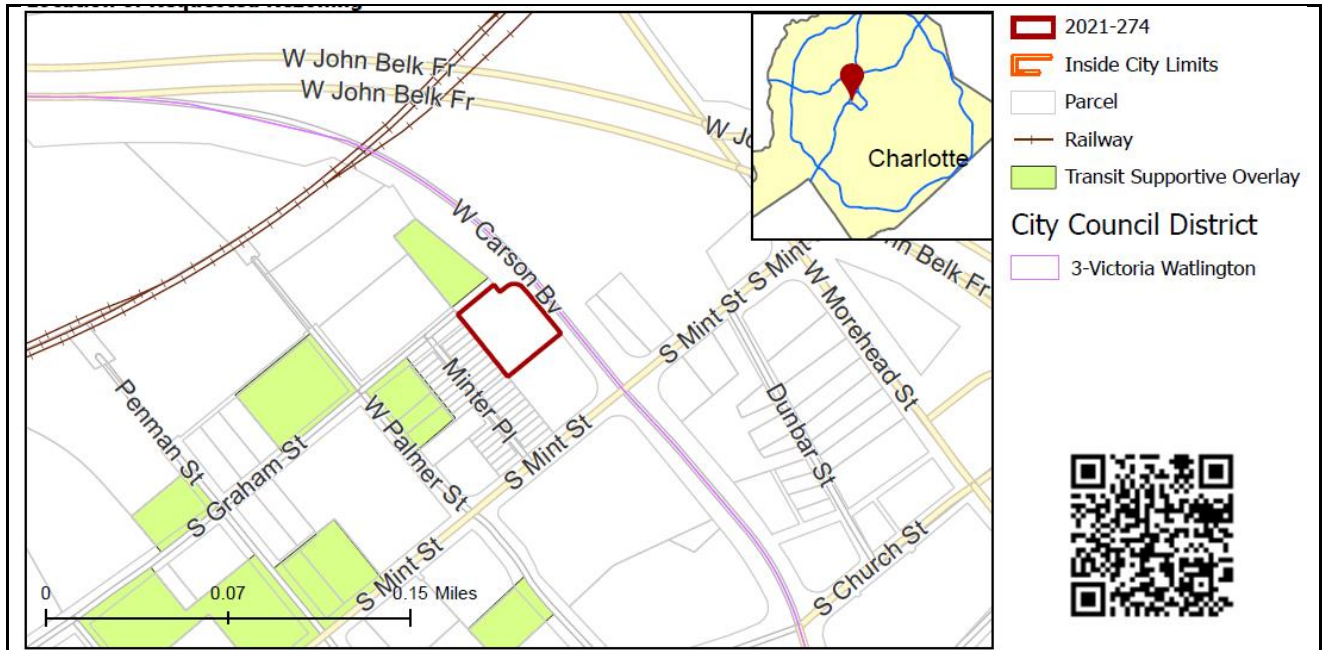 W John Belk Fr
W John Belk Fr
W Jo
Charlotte
W Carson Bv
S Mint
S Mint St
hn Belk Fr
W Morehead St
S Mint St
Minter Pl
Dunbar St
Penman St
W Palmer St
S Graham St
S Mint St
S Church St
S Mint St
0 0.07 0.15 Miles
2021-274
Inside City Limits
Parcel
Railway
Transit Supportive Overlay
City Council District
3-Victoria Watlington